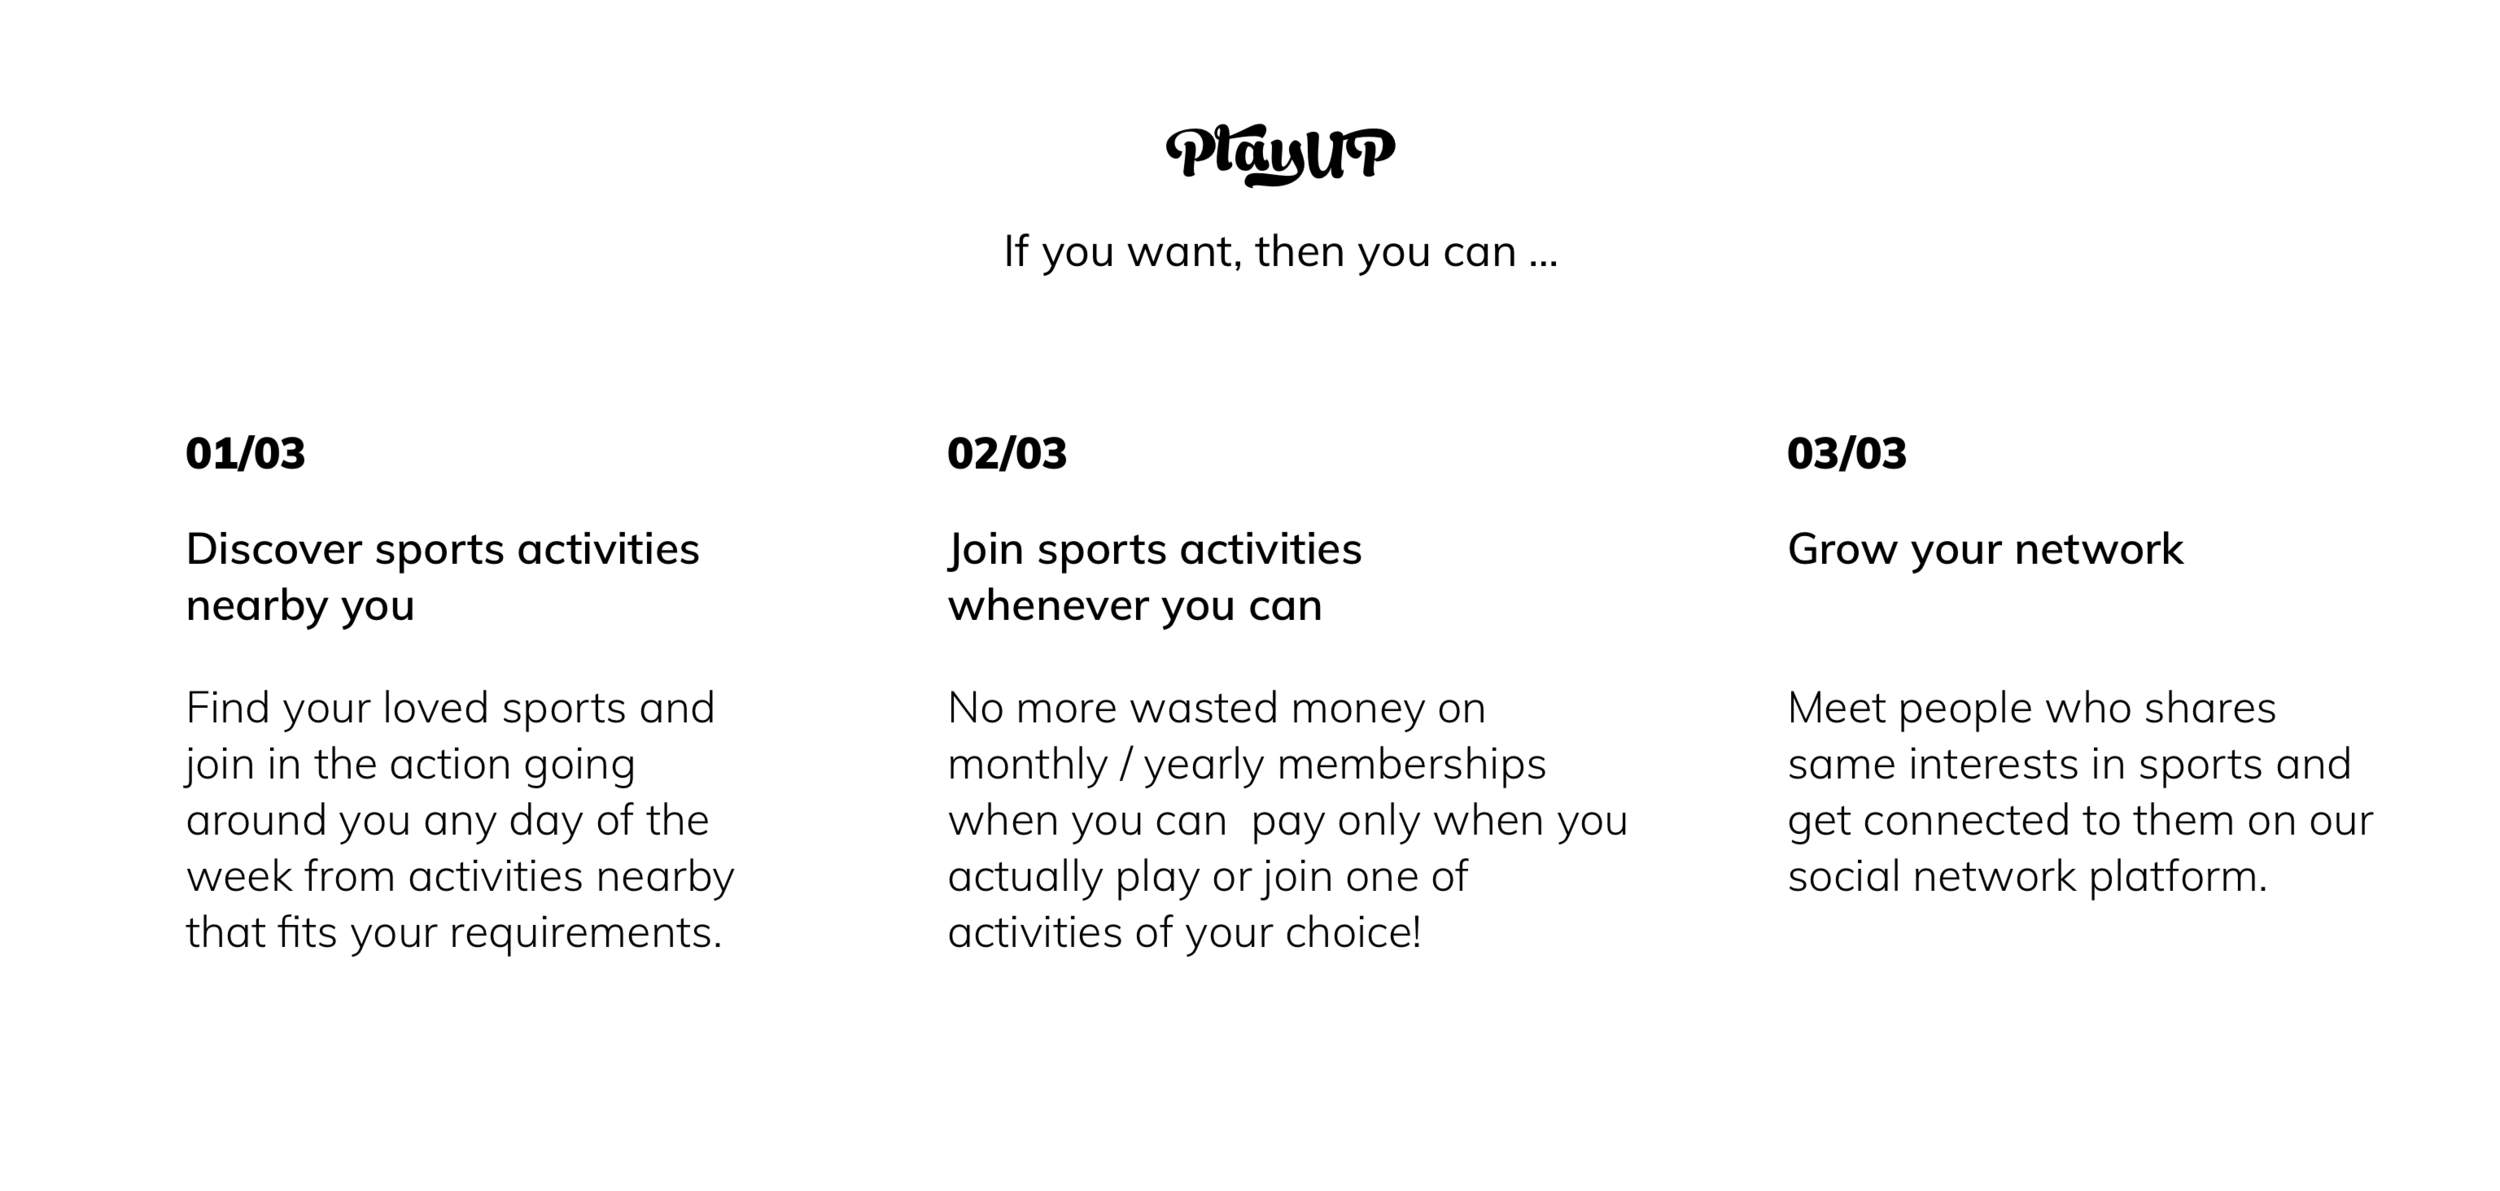 PlayUP
If you want, then you can ...
01/03
Discover sports activities
nearby you
Find your loved sports and
join in the action going
around you any day of the
week from activities nearby
that fits your requirements.
02/03
Join sports activities
whenever you can
No more wasted money on
monthly / yearly memberships
when you can  pay only when you
actually play or join one of
activities of your choice!
03/03
Grow your network
Meet people who shares
same interests in sports and
get connected to them on our
social network platform.